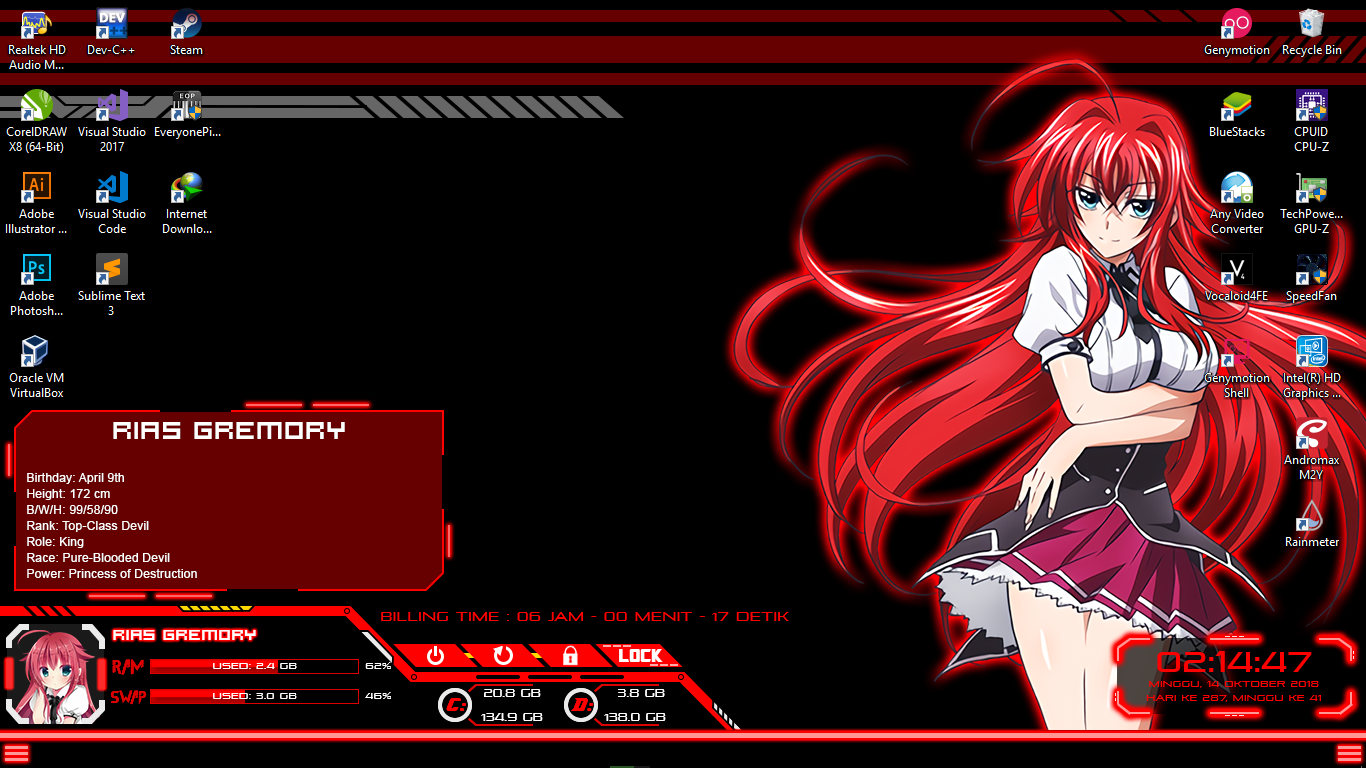 Realtek HD
Audio M...
Dev-C++
Steam
Genymotion
Recycle Bin
CorelDRAW
X8 (64-Bit)
Visual Studio
2017
EveryonePi...
BlueStacks
CPUID
CPU-Z
Adobe
Illustrator ...
Visual Studio
Code
Internet
Downlo...
Any Video
Converter
TechPowe...
GPU-Z
Adobe
Photosh...
Sublime Text
3
Vocaloid4FE
SpeedFan
Oracle VM
VirtualBox
Genymotion
Shell
Intel(R) HD
Graphics ...
Andromax
M2Y
Rainmeter
RIAS GREMORY
Birthday: April 9th
Height: 172 cm
B/W/H: 99/58/90
Rank: Top-Class Devil
Role: King
Race: Pure-Blooded Devil
Power: Princess of Destruction
BILLING TIME : 06 JAM - 00 MENIT - 17 DETIK
RIAS GREMORY
RAM
USED: 2.4 GB
62%
SWAP
USED: 3.0 GB
46%
LOCK
C:
20.8 GB
134.9 GB
D:
3.8 GB
138.0 GB
02:14:47
MINGGU, 14 OKTOBER 2018
HARI KE 287, MINGGU KE 41